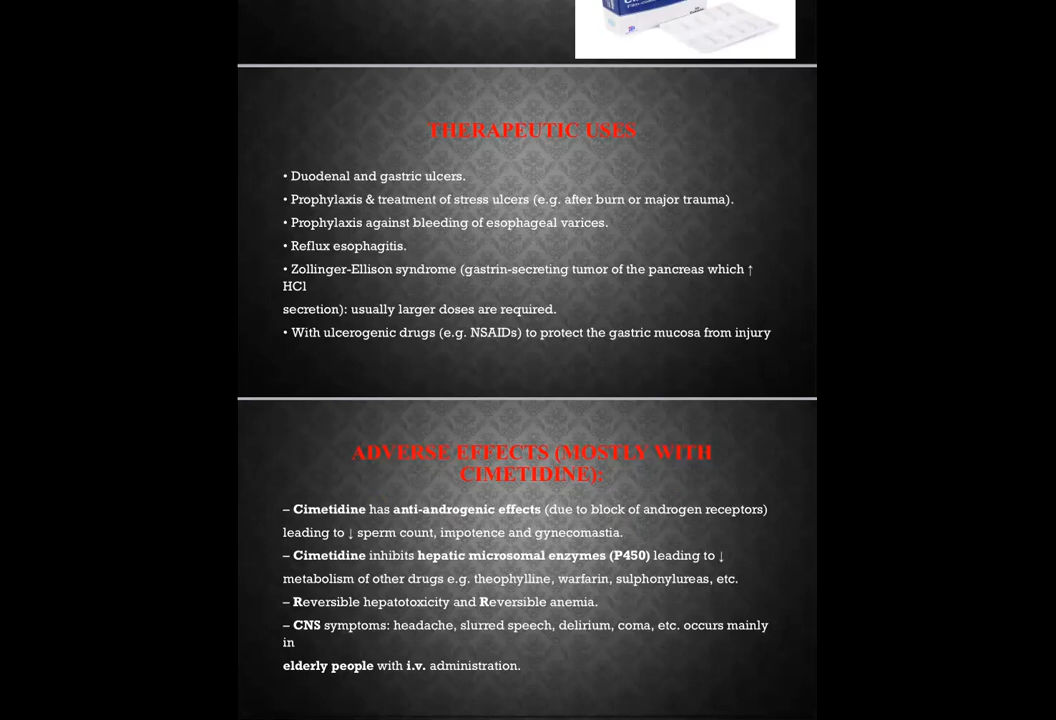 THERAPEUTIC USES
• Duodenal and gastric ulcers.
• Prophylaxis & treatment of stress ulcers (e.g. after burn or major trauma).
• Prophylaxis against bleeding of esophageal varices.
• Reflux esophagitis.
• Zollinger-Ellison syndrome (gastrin-secreting tumor of the pancreas which ↑
HCl
secretion): usually larger doses are required.
• With ulcerogenic drugs (e.g. NSAIDs) to protect the gastric mucosa from injury
ADVERSE EFFECTS (MOSTLY WITH
CIMETIDINE):
– Cimetidine has anti-androgenic effects (due to block of androgen receptors)
leading to ↓ sperm count, impotence and gynecomastia.
– Cimetidine inhibits hepatic microsomal enzymes (P450) leading to ↓
metabolism of other drugs e.g. theophylline, warfarin, sulphonylureas, etc.
– Reversible hepatotoxicity and Reversible anemia.
– CNS symptoms: headache, slurred speech, delirium, coma, etc. occurs mainly
in
elderly people with i.v. administration.